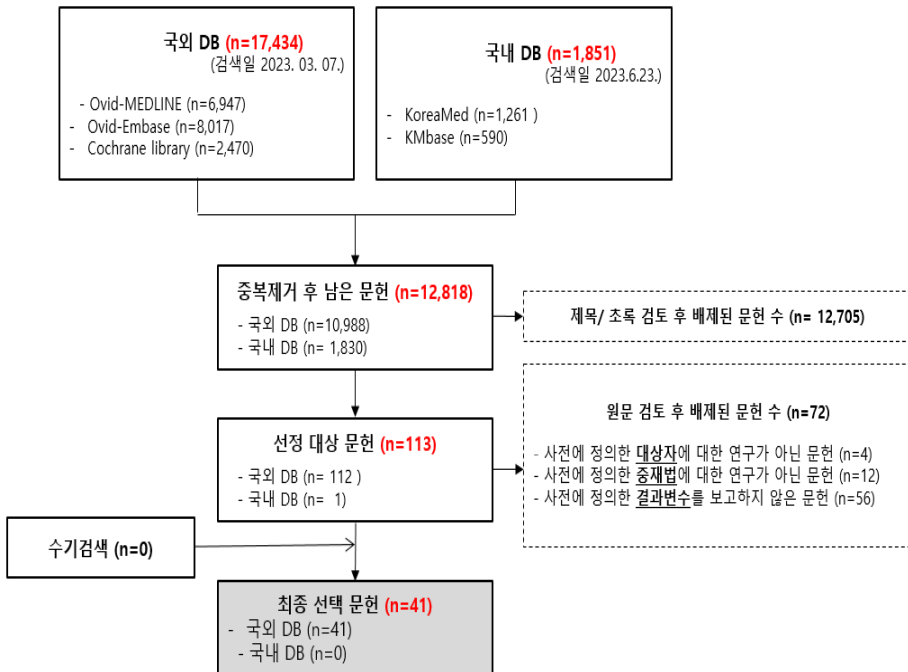 국외 DB (n=17,434)
(검색일 2023. 03. 07.)
- Ovid-MEDLINE (n=6,947)
- Ovid-Embase (n=8,017)
- Cochrane library (n=2,470)
국내 DB (n=1,851)
(검색일 2023.6.23.)
- KoreaMed (n=1,261 )
- KMbase (n=590)
중복제거 후 남은 문헌 (n=12,818)
- 국외 DB (n=10,988)
- 국내 DB (n= 1,830)
제목/ 초록 검토 후 배제된 문헌 수 (n= 12,705)
선정 대상 문헌 (n=113)
- 국외 DB (n= 112 )
- 국내 DB (n= 1)
원문 검토 후 배제된 문헌 수 (n=72)
- 사전에 정의한 대상자에 대한 연구가 아닌 문헌 (n=4)
- 사전에 정의한 중재법에 대한 연구가 아닌 문헌 (n=12)
- 사전에 정의한 결과변수를 보고하지 않은 문헌 (n=56)
수기검색 (n=0)
최종 선택 문헌 (n=41)
- 국외 DB (n=41)
- 국내 DB (n=0)